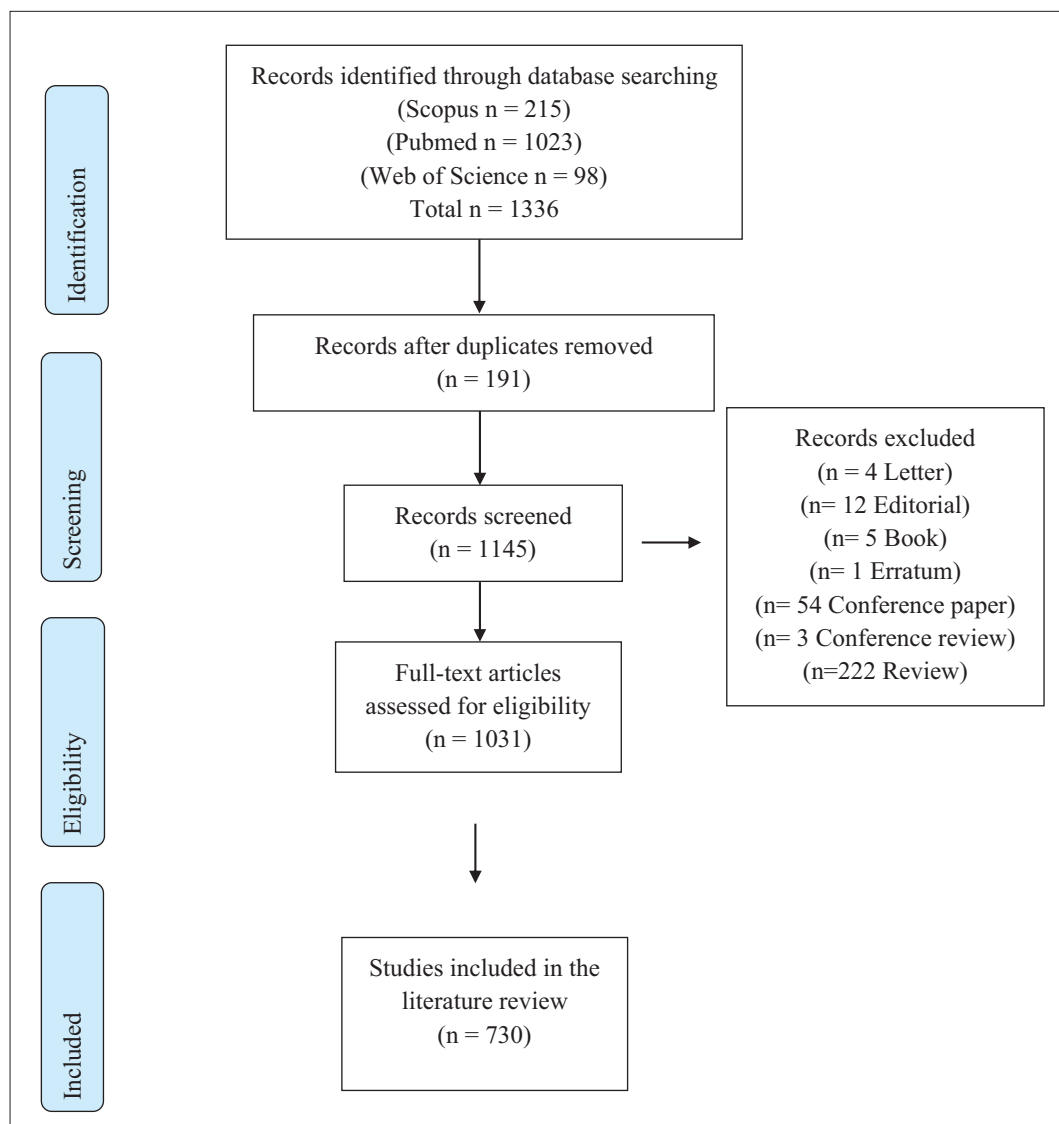 Identification
Records identified through database searching
(Scopus n = 215)
(Pubmed n = 1023)
(Web of Science n = 98)
Total n = 1336
Records after duplicates removed
(n = 191)
Screening
Records screened
(n = 1145)
Records excluded
(n = 4 Letter)
(n= 12 Editorial)
(n= 5 Book)
(n= 1 Erratum)
(n= 54 Conference paper)
(n= 3 Conference review)
(n=222 Review)
Eligibility
Full-text articles
assessed for eligibility
(n = 1031)
Included
Studies included in the
literature review
(n = 730)